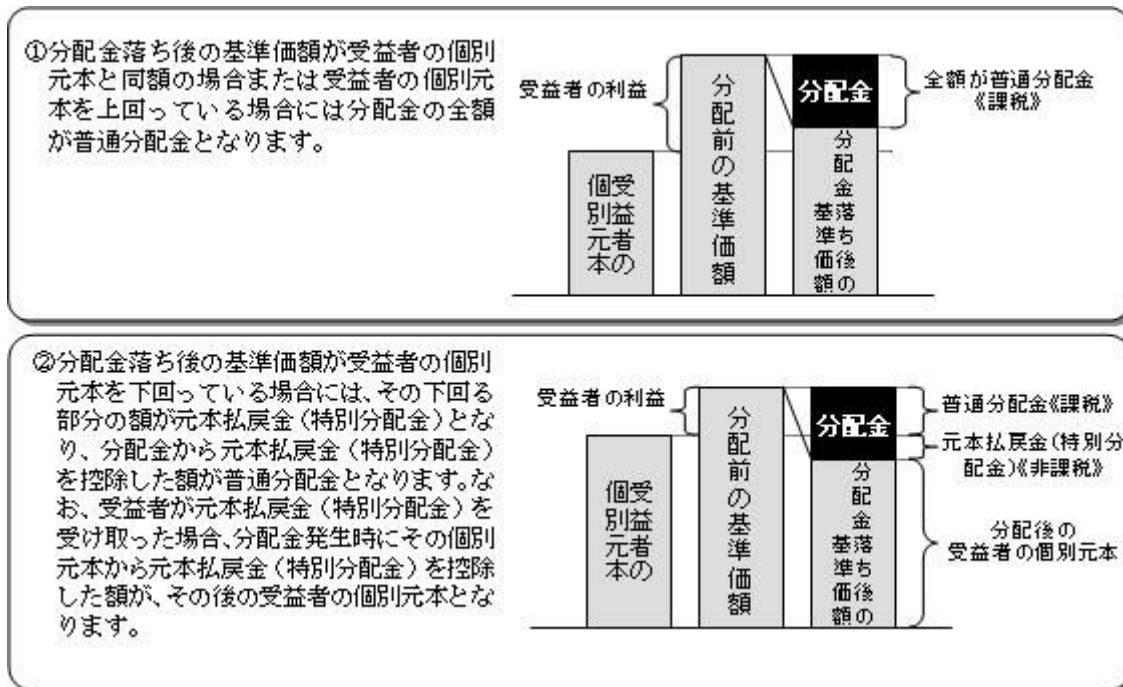 ①分配金落ち後の基準価額が受益者の個別
元本と同額の場合または受益者の個別元
本を上回っている場合には分配金の全額
が普通分配金となります。
受益者の利益
受益者の
個別元本
分配前の基準価額
分配金
分配金落ち後の
基準価額
全額が普通分配金
《課税》
②分配金落ち後の基準価額が受益者の個別
元本を下回っている場合には、その下回る
部分の額が元本払戻金(特別分配金)とな
り、分配金から元本払戻金(特別分配金)
を控除した額が普通分配金となります。な
お、受益者が元本払戻金(特別分配金)を
受け取った場合、分配金発生時にその個別
元本から元本払戻金(特別分配金)を控除
した額が、その後の受益者の個別元本とな
ります。
受益者の利益
受益者の
個別元本
分配前の基準価額
分配金
分配金落ち後の
基準価額
普通分配金《課税》
元本払戻金(特別分
配金)《非課税》
分配後の
受益者の個別元本